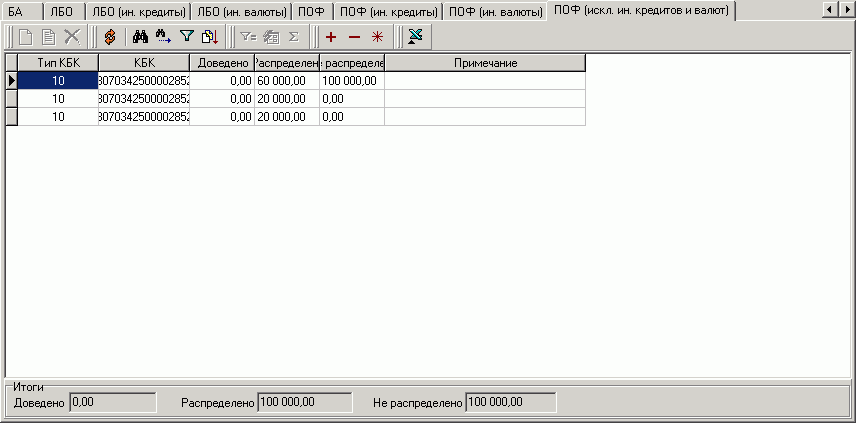 БА ЛБО ЛБО (ин. кредиты) ЛБО (ин. валюты) ПОФ ПОФ (ин. кредиты) ПОФ (ин. валюты) ПОФ (искл. ин. кредитов и валют)
Тип КБК КБК Доведено Распределен распределе Примечание
10 3070342500002852 0,00 60 000,00 100 000,00
10 3070342500002852 0,00 20 000,00 0,00
10 3070342500002852 0,00 20 000,00 0,00
Итоги
Доведено 0,00 Распределено 100 000,00 Не распределено 100 000,00